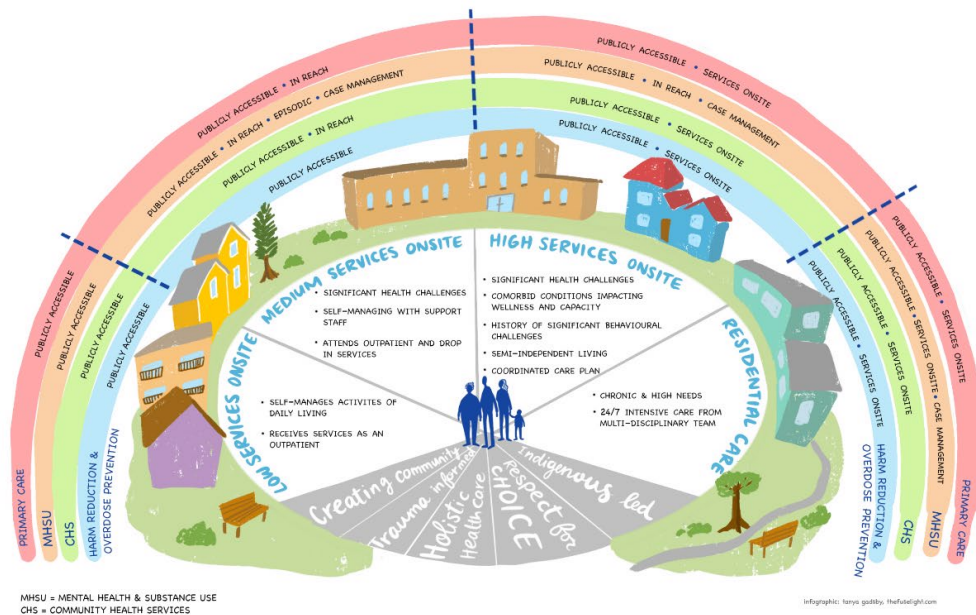 PRIMARY CARE
MHSU
CHS
HARM REDUCTION &
OVERDOSE PREVENTION
PUBLICLY ACCESSIBLE
PUBLICLY ACCESSIBLE
PUBLICLY ACCESSIBLE
PUBLICLY ACCESSIBLE
PUBLICLY ACCESSIBLE • IN REACH
PUBLICLY ACCESSIBLE • IN REACH • EPISODIC • CASE MANAGEMENT
PUBLICLY ACCESSIBLE • IN REACH
PUBLICLY ACCESSIBLE
PUBLICLY ACCESSIBLE • SERVICES ONSITE
PUBLICLY ACCESSIBLE • IN REACH • CASE MANAGEMENT
PUBLICLY ACCESSIBLE • SERVICES ONSITE
PUBLICLY ACCESSIBLE • SERVICES ONSITE
PUBLICLY ACCESSIBLE • SERVICES ONSITE
PUBLICLY ACCESSIBLE • SERVICES ONSITE • CASE MANAGEMENT
PUBLICLY ACCESSIBLE • SERVICES ONSITE
PUBLICLY ACCESSIBLE • SERVICES ONSITE
HARM REDUCTION &
OVERDOSE PREVENTION
CHS
MHSU
PRIMARY CARE
LOW SERVICES ONSITE
• SELF-MANAGES ACTIVITES OF
DAILY LIVING
• RECEIVES SERVICES AS AN
OUTPATIENT
MEDIUM SERVICES ONSITE
• SIGNIFICANT HEALTH CHALLENGES
• SELF-MANAGING WITH SUPPORT
STAFF
• ATTENDS OUTPATIENT AND DROP
IN SERVICES
HIGH SERVICES ONSITE
• SIGNIFICANT HEALTH CHALLENGES
• COMORBID CONDITIONS IMPACTING
WELLNESS AND CAPACITY
• HISTORY OF SIGNIFICANT BEHAVIOURAL
CHALLENGES
• SEMI-INDEPENDENT LIVING
• COORDINATED CARE PLAN
RESIDENTIAL CARE
• CHRONIC & HIGH NEEDS
• 24/7 INTENSIVE CARE FROM
MULTI-DISCIPLINARY TEAM
Creating community
Trauma informed
Holistic
Healthcare
Respect for
CHOICE
Indigenous led
MHSU = MENTAL HEALTH & SUBSTANCE USE
CHS = COMMUNITY HEALTH SERVICES
infographic: tanya gadsby, thefuselight.com